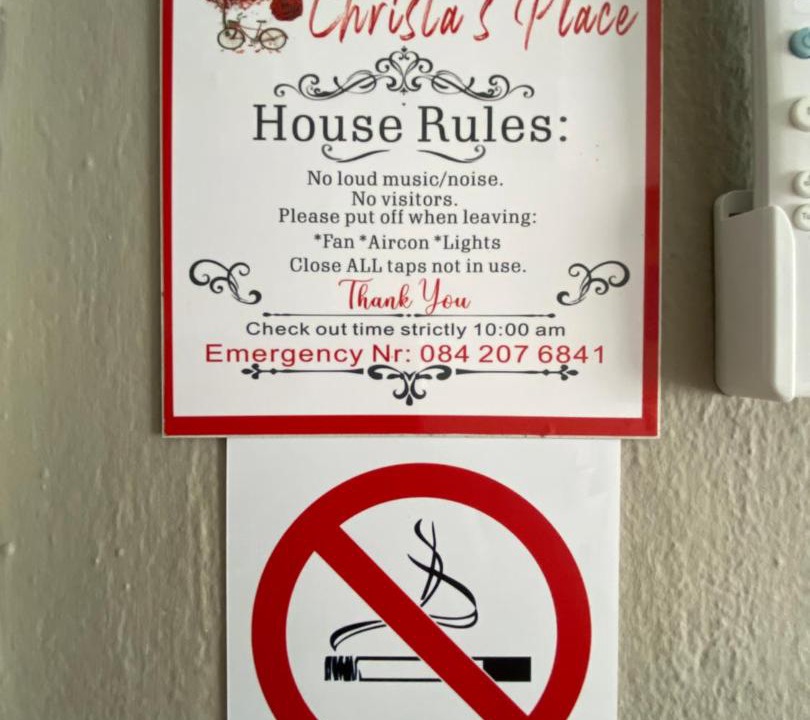 Christa's Place
House Rules:
No loud music/noise.
No visitors.
Please put off when leaving:
*Fan *Aircon *Lights
Close ALL taps not in use.
Thank You
Check out time strictly 10:00 am
Emergency Nr: 084 207 6841